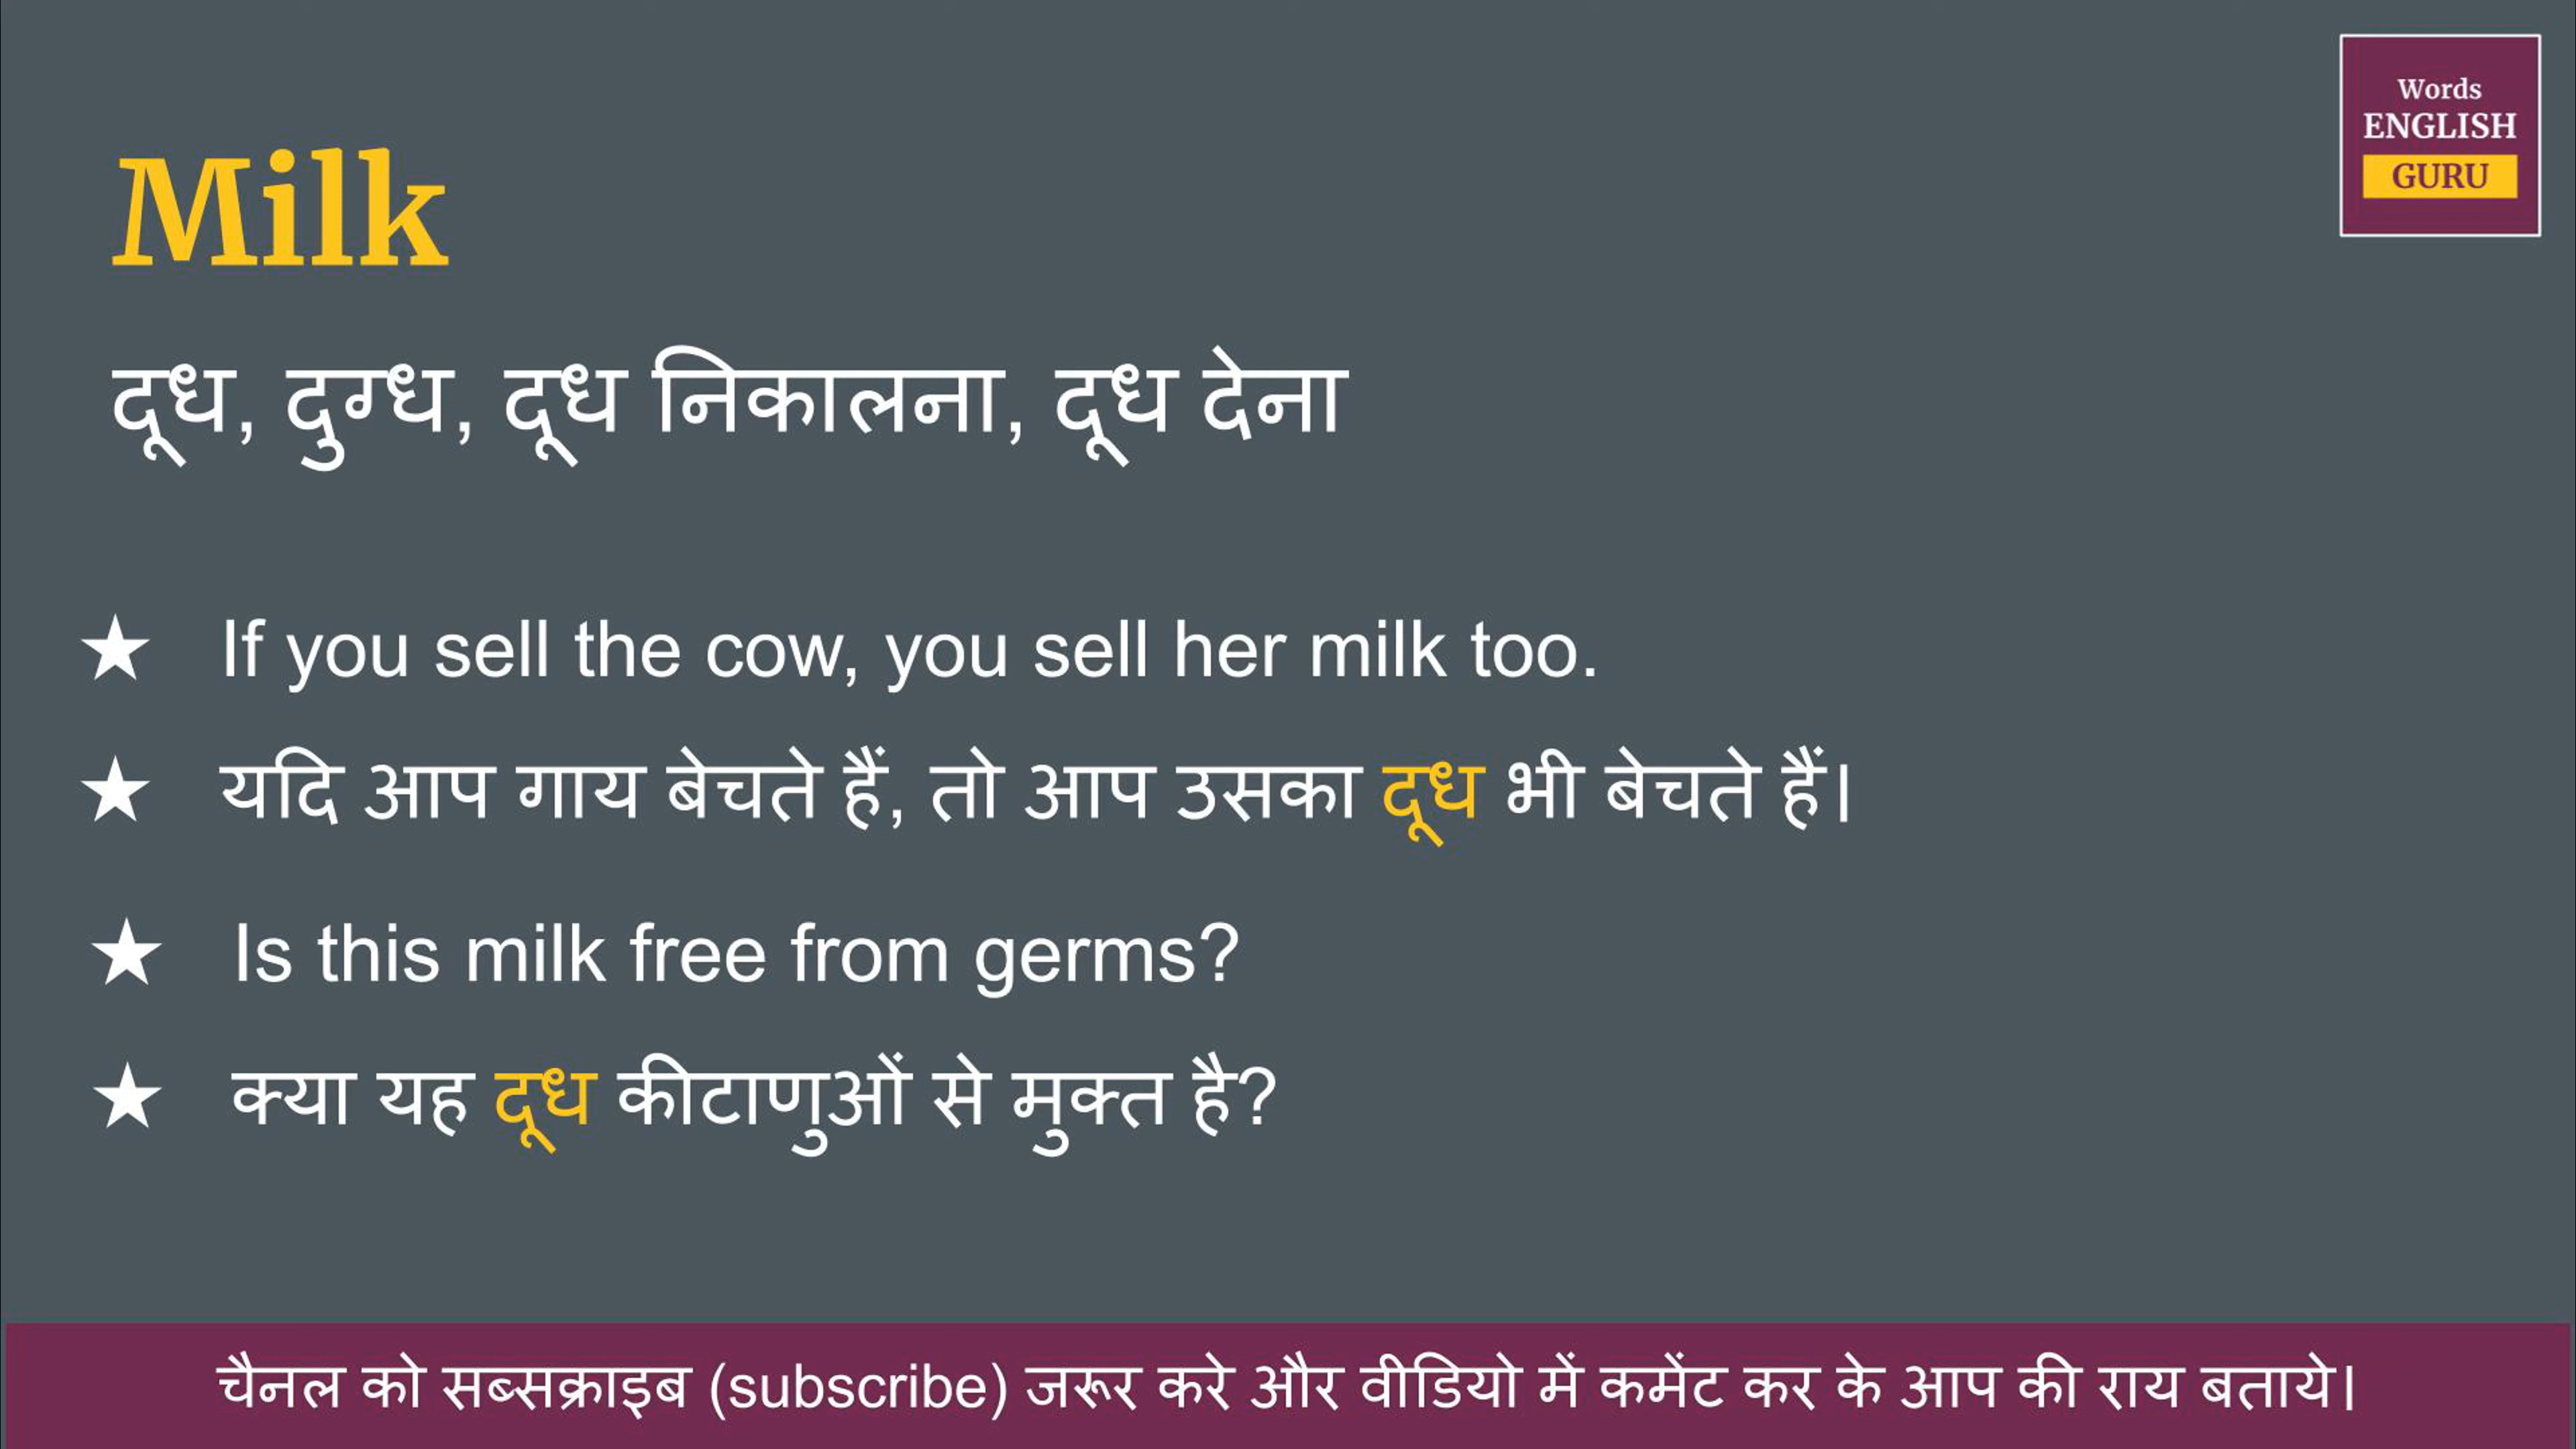 Words
ENGLISH
GURU
Milk
दूध, दुग्ध, दूध निकालना, दूध देना
★ If you sell the cow, you sell her milk too.
★ यदि आप गाय बेचते हैं, तो आप उसका दूध भी बेचते हैं।
★ Is this milk free from germs?
★ क्या यह दूध कीटाणुओं से मुक्त है?
चैनल को सब्सक्राइब (subscribe) जरूर करे और वीडियो में कमेंट कर के आप की राय बताये।